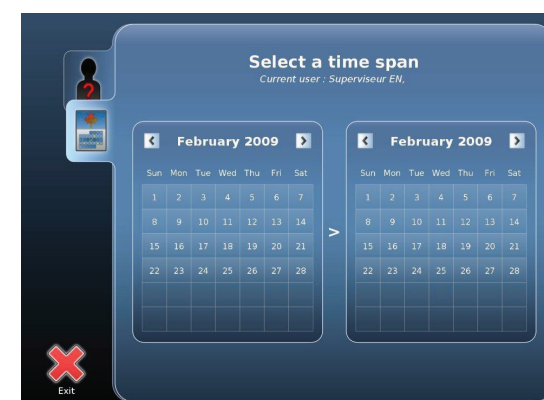 Select a time span
Current user : Superviseur EN,
February 2009
Sun Mon Tue Wed Thu Fri Sat
1 2 3 4 5 6 7
8 9 10 11 12 13 14
15 16 17 18 19 20 21
22 23 24 25 26 27 28
>
February 2009
Sun Mon Tue Wed Thu Fri Sat
1 2 3 4 5 6 7
8 9 10 11 12 13 14
15 16 17 18 19 20 21
22 23 24 25 26 27 28
?
Exit